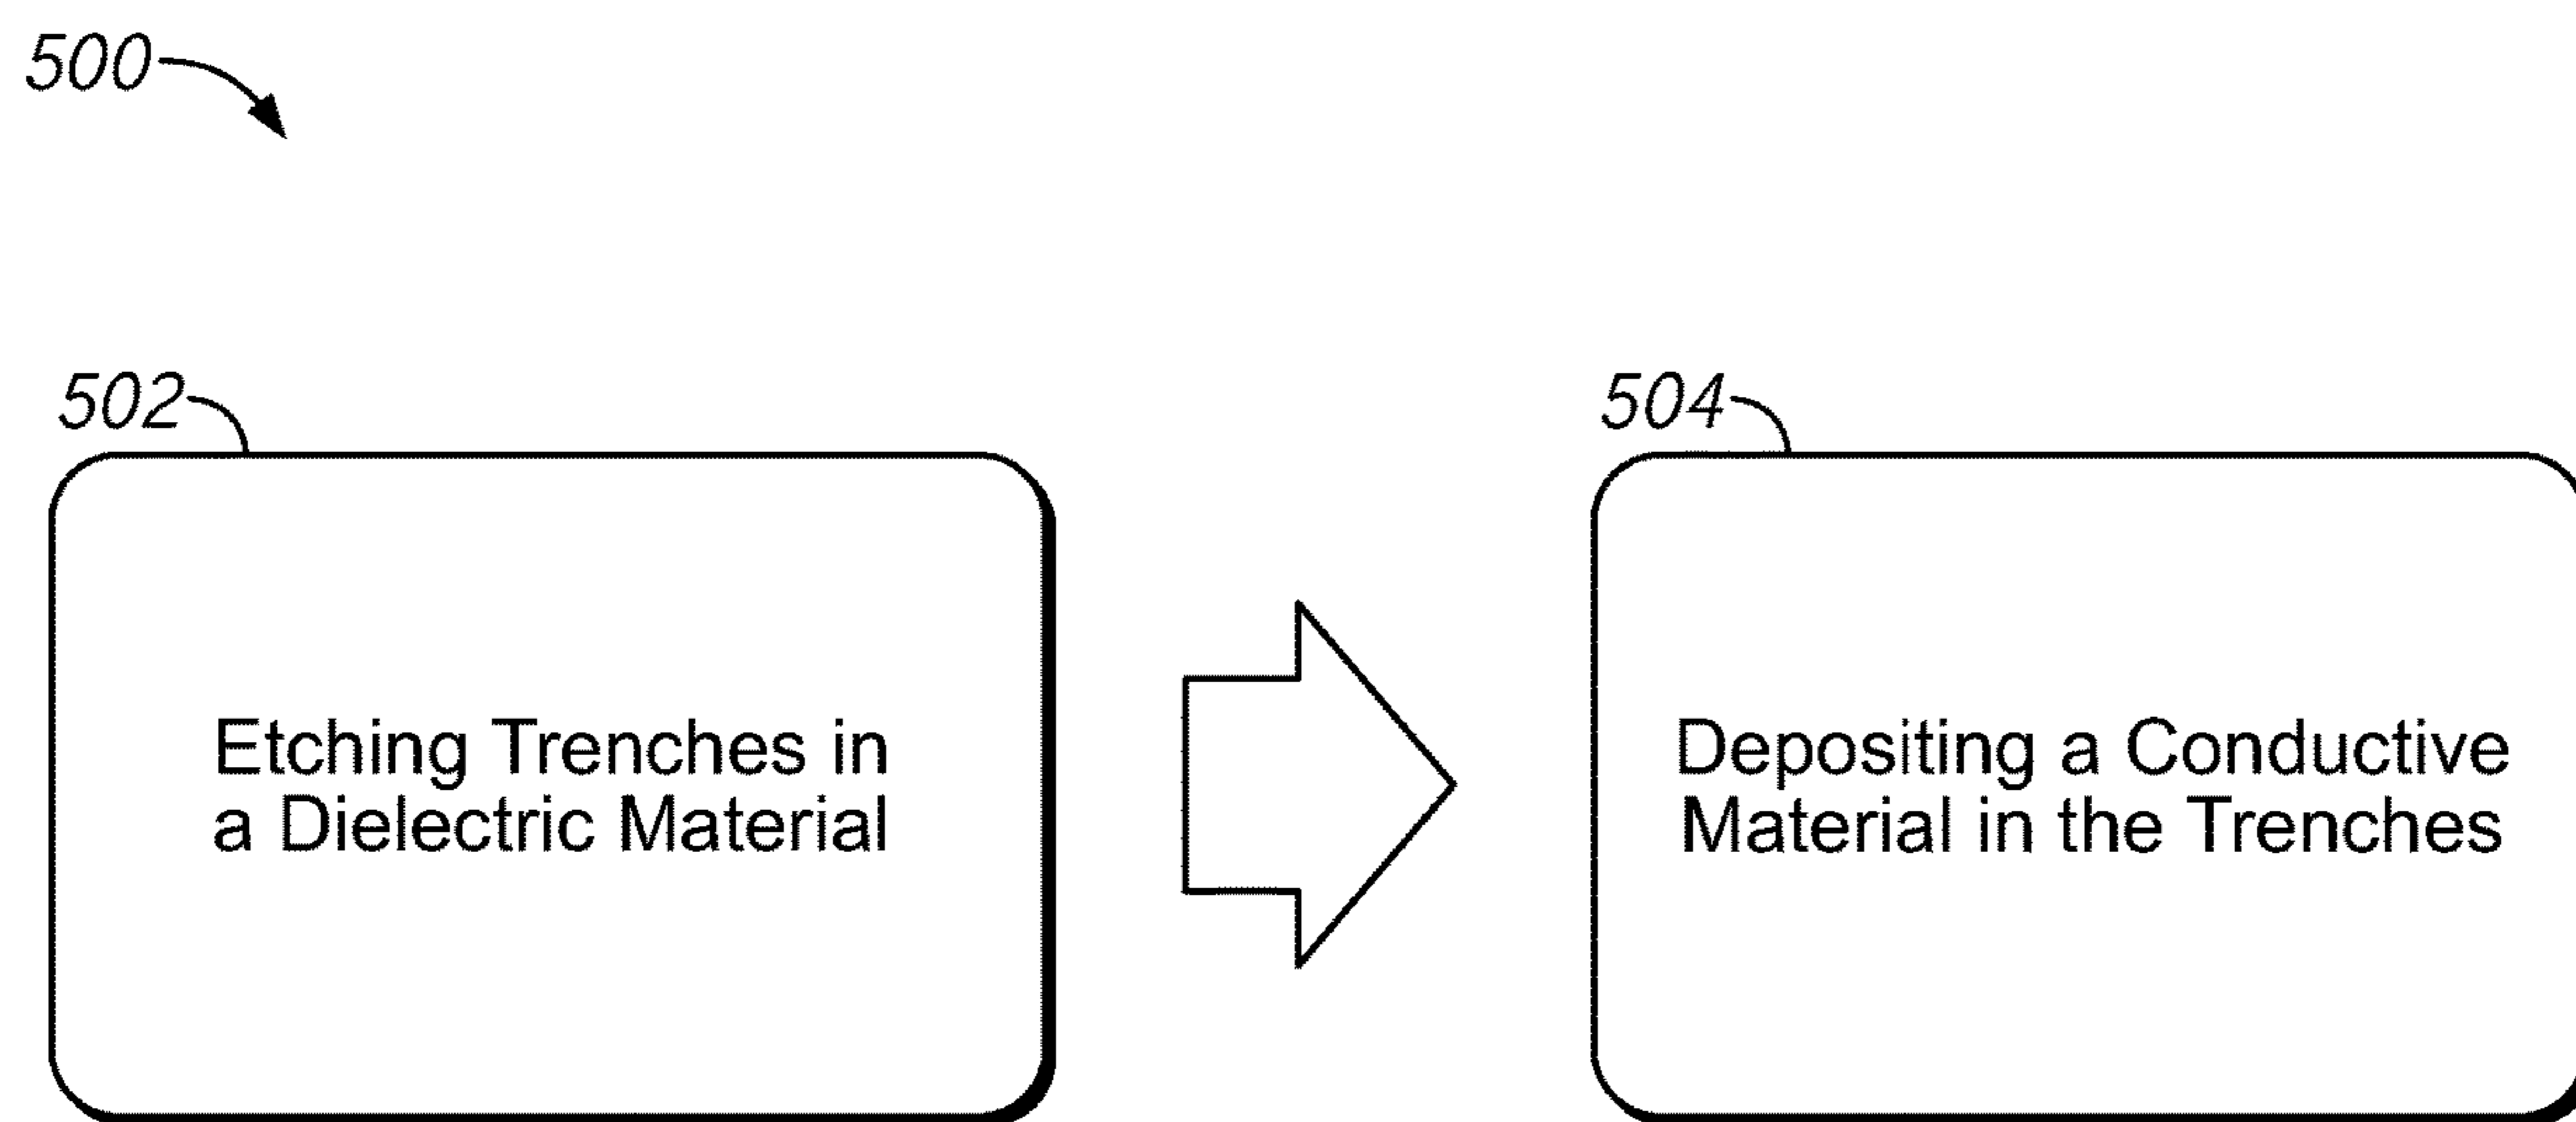 500
502
504
Etching Trenches in
a Dielectric Material
Depositing a Conductive
Material in the Trenches